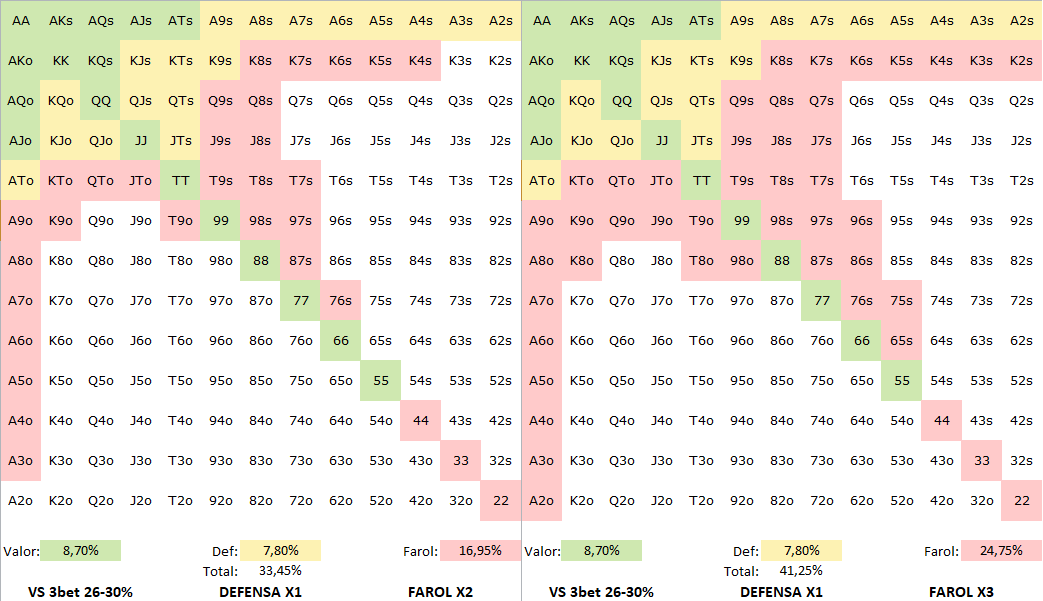 AA AKs AQs AJs ATs A9s A8s A7s A6s A5s A4s A3s A2s
AKo KK KQs KJs KTs K9s K8s K7s K6s K5s K4s K3s K2s
AQo KQo QQ QJs QTs Q9s Q8s Q7s Q6s Q5s Q4s Q3s Q2s
AJo KJo QJo JJ JTs J9s J8s J7s J6s J5s J4s J3s J2s
ATo KTo QTo JTo TT T9s T8s T7s T6s T5s T4s T3s T2s
A9o K9o Q9o J9o T9o 99 98s 97s 96s 95s 94s 93s 92s
A8o K8o Q8o J8o T8o 98o 88 87s 86s 85s 84s 83s 82s
A7o K7o Q7o J7o T7o 97o 87o 77 76s 75s 74s 73s 72s
A6o K6o Q6o J6o T6o 96o 86o 76o 66 65s 64s 63s 62s
A5o K5o Q5o J5o T5o 95o 85o 75o 65o 55 54s 53s 52s
A4o K4o Q4o J4o T4o 94o 84o 74o 64o 54o 44 43s 42s
A3o K3o Q3o J3o T3o 93o 83o 73o 63o 53o 43o 33 32s
A2o K2o Q2o J2o T2o 92o 82o 72o 62o 52o 42o 32o 22
Valor: 8,70% Def: 7,80% Farol: 16,95%
Total: 33,45%
VS 3bet 26-30% DEFENSA X1 FAROL X2
AA AKs AQs AJs ATs A9s A8s A7s A6s A5s A4s A3s A2s
AKo KK KQs KJs KTs K9s K8s K7s K6s K5s K4s K3s K2s
AQo KQo QQ QJs QTs Q9s Q8s Q7s Q6s Q5s Q4s Q3s Q2s
AJo KJo QJo JJ JTs J9s J8s J7s J6s J5s J4s J3s J2s
ATo KTo QTo JTo TT T9s T8s T7s T6s T5s T4s T3s T2s
A9o K9o Q9o J9o T9o 99 98s 97s 96s 95s 94s 93s 92s
A8o K8o Q8o J8o T8o 98o 88 87s 86s 85s 84s 83s 82s
A7o K7o Q7o J7o T7o 97o 87o 77 76s 75s 74s 73s 72s
A6o K6o Q6o J6o T6o 96o 86o 76o 66 65s 64s 63s 62s
A5o K5o Q5o J5o T5o 95o 85o 75o 65o 55 54s 53s 52s
A4o K4o Q4o J4o T4o 94o 84o 74o 64o 54o 44 43s 42s
A3o K3o Q3o J3o T3o 93o 83o 73o 63o 53o 43o 33 32s
A2o K2o Q2o J2o T2o 92o 82o 72o 62o 52o 42o 32o 22
Valor: 8,70% Def: 7,80% Farol: 24,75%
Total: 41,25%
VS 3bet 26-30% DEFENSA X1 FAROL X3